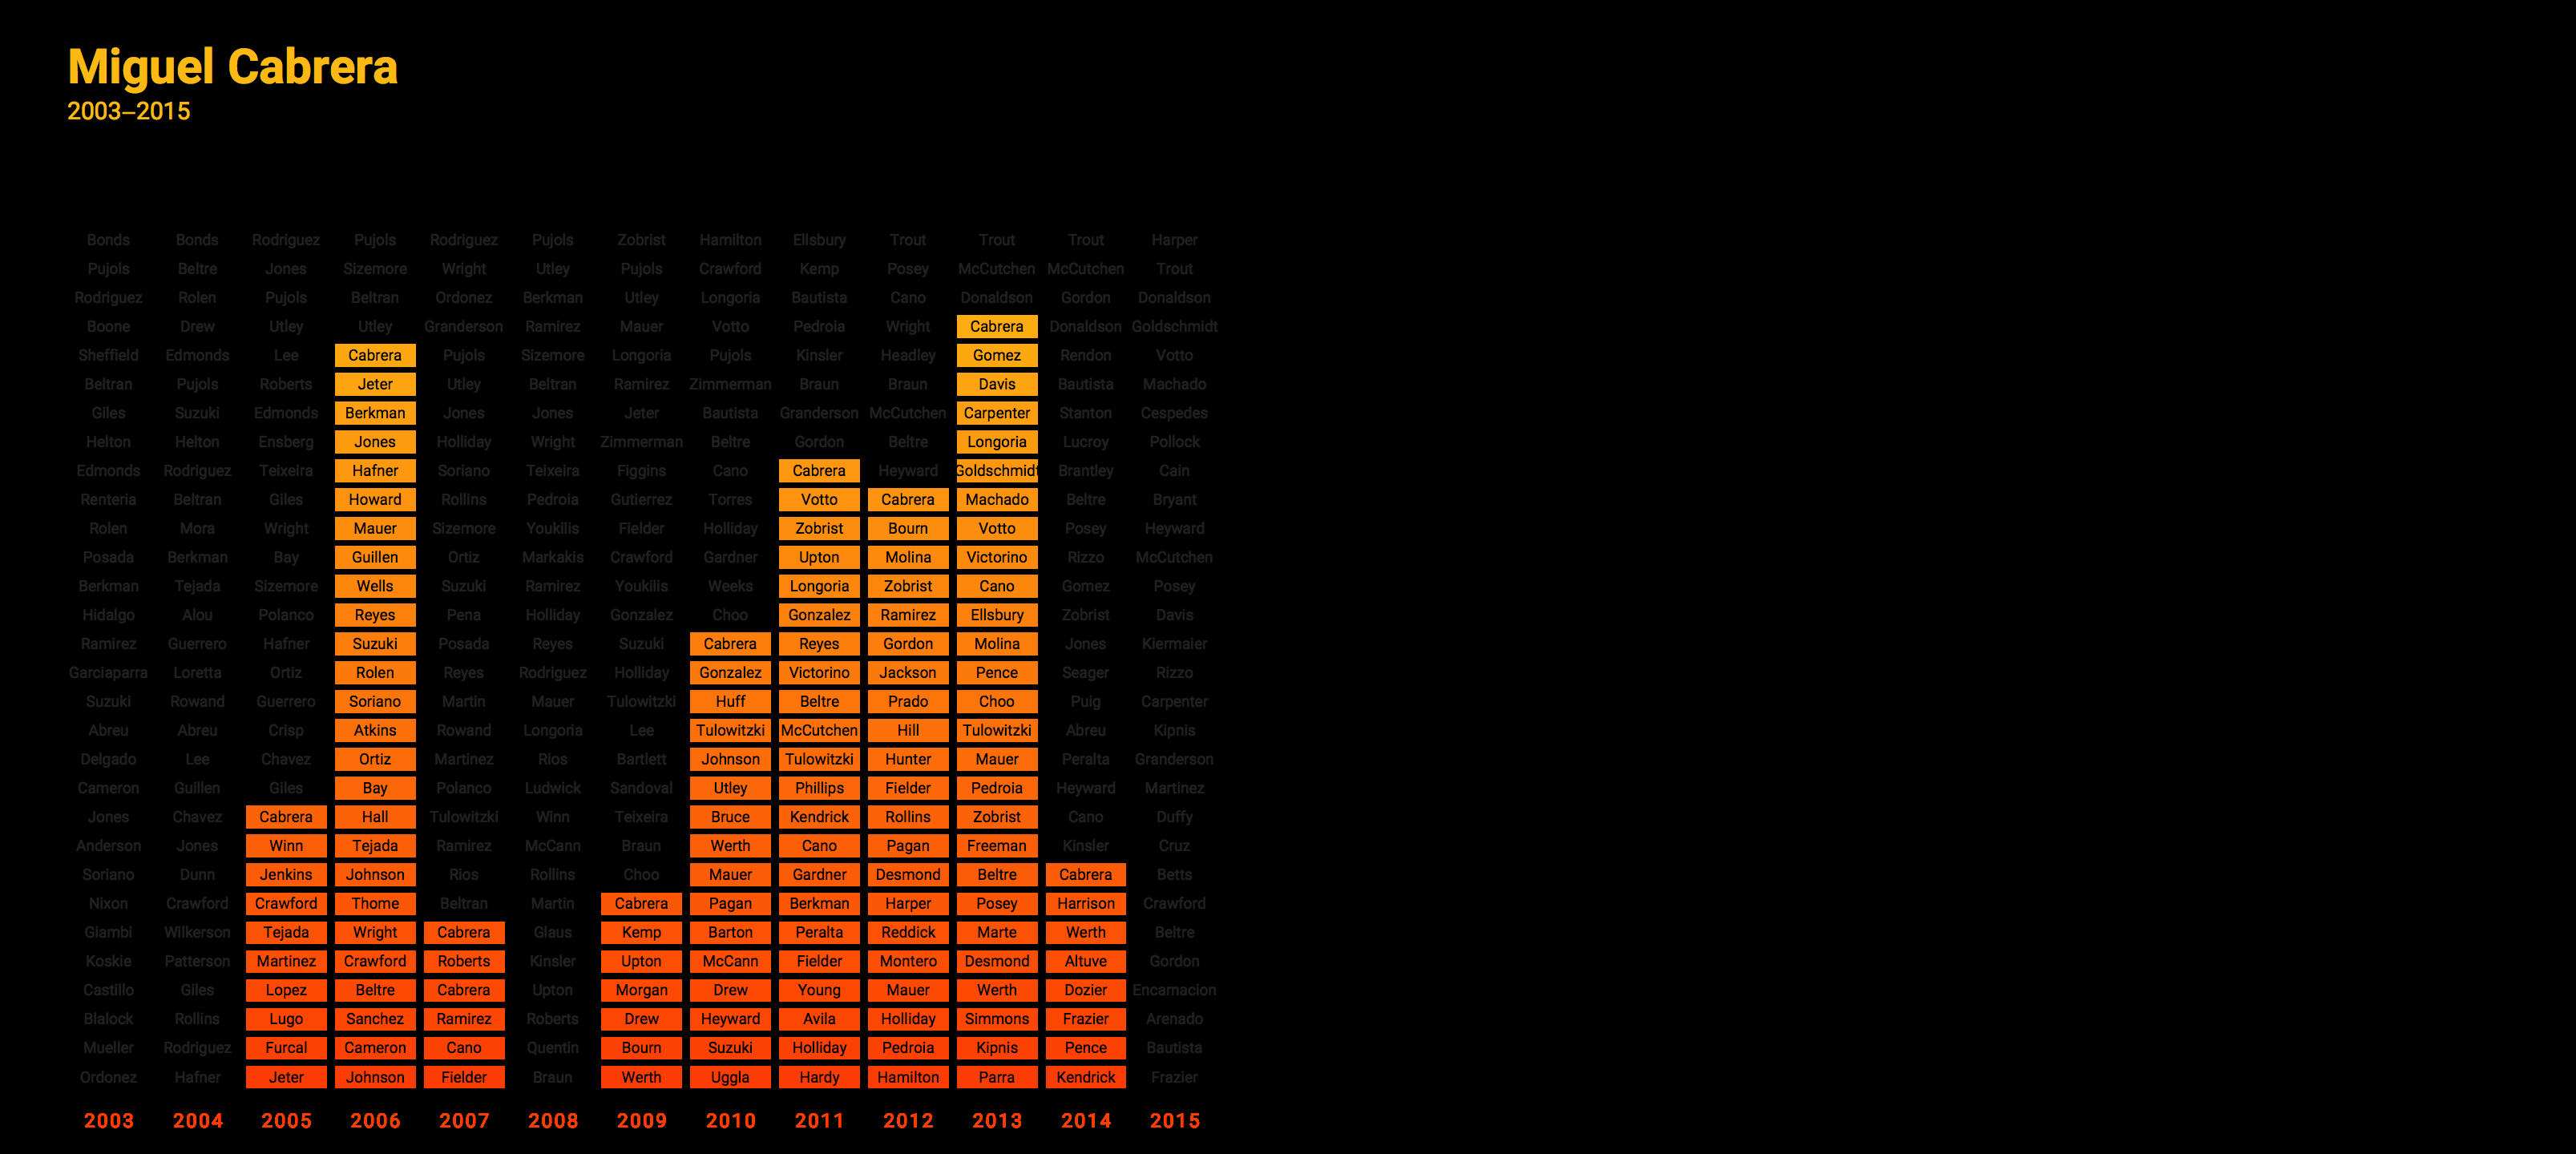 Miguel Cabrera
2003–2015
Bonds Bonds Rodriguez Pujols Rodriguez Pujols Zobrist Hamilton Ellsbury Trout Trout Trout Harper
Pujols Beltre Jones Sizemore Wright Utley Pujols Crawford Kemp Posey McCutchen McCutchen Trout
Rodriguez Rolen Pujols Beltran Ordonez Berkman Utley Longoria Bautista Cano Donaldson Gordon Donaldson
Boone Drew Utley Utley Granderson Ramirez Mauer Votto Pedroia Wright Cabrera Donaldson Goldschmidt
Sheffield Edmonds Lee Cabrera Pujols Sizemore Longoria Pujols Kinsler Headley Gomez Rendon Votto
Beltran Pujols Roberts Jeter Utley Beltran Ramirez Zimmerman Braun Braun Davis Bautista Machado
Giles Suzuki Edmonds Berkman Jones Jones Jeter Bautista Granderson McCutchen Carpenter Stanton Cespedes
Helton Helton Ensberg Jones Holliday Wright Zimmerman Beltre Gordon Beltre Longoria Lucroy Pollock
Edmonds Rodriguez Teixeira Hafner Soriano Teixeira Figgins Cano Cabrera Heyward Goldschmidt Brantley Cain
Renteria Beltran Giles Howard Rollins Pedroia Gutierrez Torres Votto Cabrera Machado Beltre Bryant
Rolen Mora Wright Mauer Sizemore Youkilis Fielder Holliday Zobrist Bourn Votto Posey Heyward
Posada Berkman Bay Guillen Ortiz Markakis Crawford Gardner Upton Molina Victorino Rizzo McCutchen
Berkman Tejada Sizemore Wells Suzuki Ramirez Youkilis Weeks Longoria Zobrist Cano Gomez Posey
Hidalgo Alou Polanco Reyes Pena Holliday Gonzalez Choo Gonzalez Ramirez Ellsbury Zobrist Davis
Ramirez Guerrero Hafner Suzuki Posada Reyes Suzuki Cabrera Reyes Gordon Molina Jones Kiermaier
Garciaparra Loretta Ortiz Rolen Reyes Rodriguez Holliday Gonzalez Victorino Jackson Pence Seager Rizzo
Suzuki Rowand Guerrero Soriano Martin Mauer Tulowitzki Huff Beltre Prado Choo Puig Carpenter
Abreu Abreu Crisp Atkins Rowand Longoria Lee Tulowitzki McCutchen Hill Tulowitzki Abreu Kipnis
Delgado Lee Chavez Ortiz Martinez Rios Bartlett Johnson Tulowitzki Hunter Mauer Peralta Granderson
Cameron Guillen Giles Bay Polanco Ludwick Sandoval Utley Phillips Fielder Pedroia Heyward Martinez
Jones Chavez Cabrera Hall Tulowitzki Winn Teixeira Bruce Kendrick Rollins Zobrist Cano Duffy
Anderson Jones Winn Tejada Ramirez McCann Braun Werth Cano Pagan Freeman Kinsler Cruz
Soriano Dunn Jenkins Johnson Rios Rollins Choo Mauer Gardner Desmond Beltre Cabrera Betts
Nixon Crawford Crawford Thome Beltran Martin Cabrera Pagan Berkman Harper Posey Harrison Crawford
Giambi Wilkerson Tejada Wright Cabrera Glaus Kemp Barton Peralta Reddick Marte Werth Beltre
Koskie Patterson Martinez Crawford Roberts Kinsler Upton McCann Fielder Montero Desmond Altuve Gordon
Castillo Giles Lopez Beltre Cabrera Upton Morgan Drew Young Mauer Werth Dozier Encarnacion
Blalock Rollins Lugo Sanchez Ramirez Roberts Drew Heyward Avila Holliday Simmons Frazier Arenado
Mueller Rodriguez Furcal Cameron Cano Quentin Bourn Suzuki Holliday Pedroia Kipnis Pence Bautista
Ordonez Hafner Jeter Johnson Fielder Braun Werth Uggla Hardy Hamilton Parra Kendrick Frazier
2003 2004 2005 2006 2007 2008 2009 2010 2011 2012 2013 2014 2015